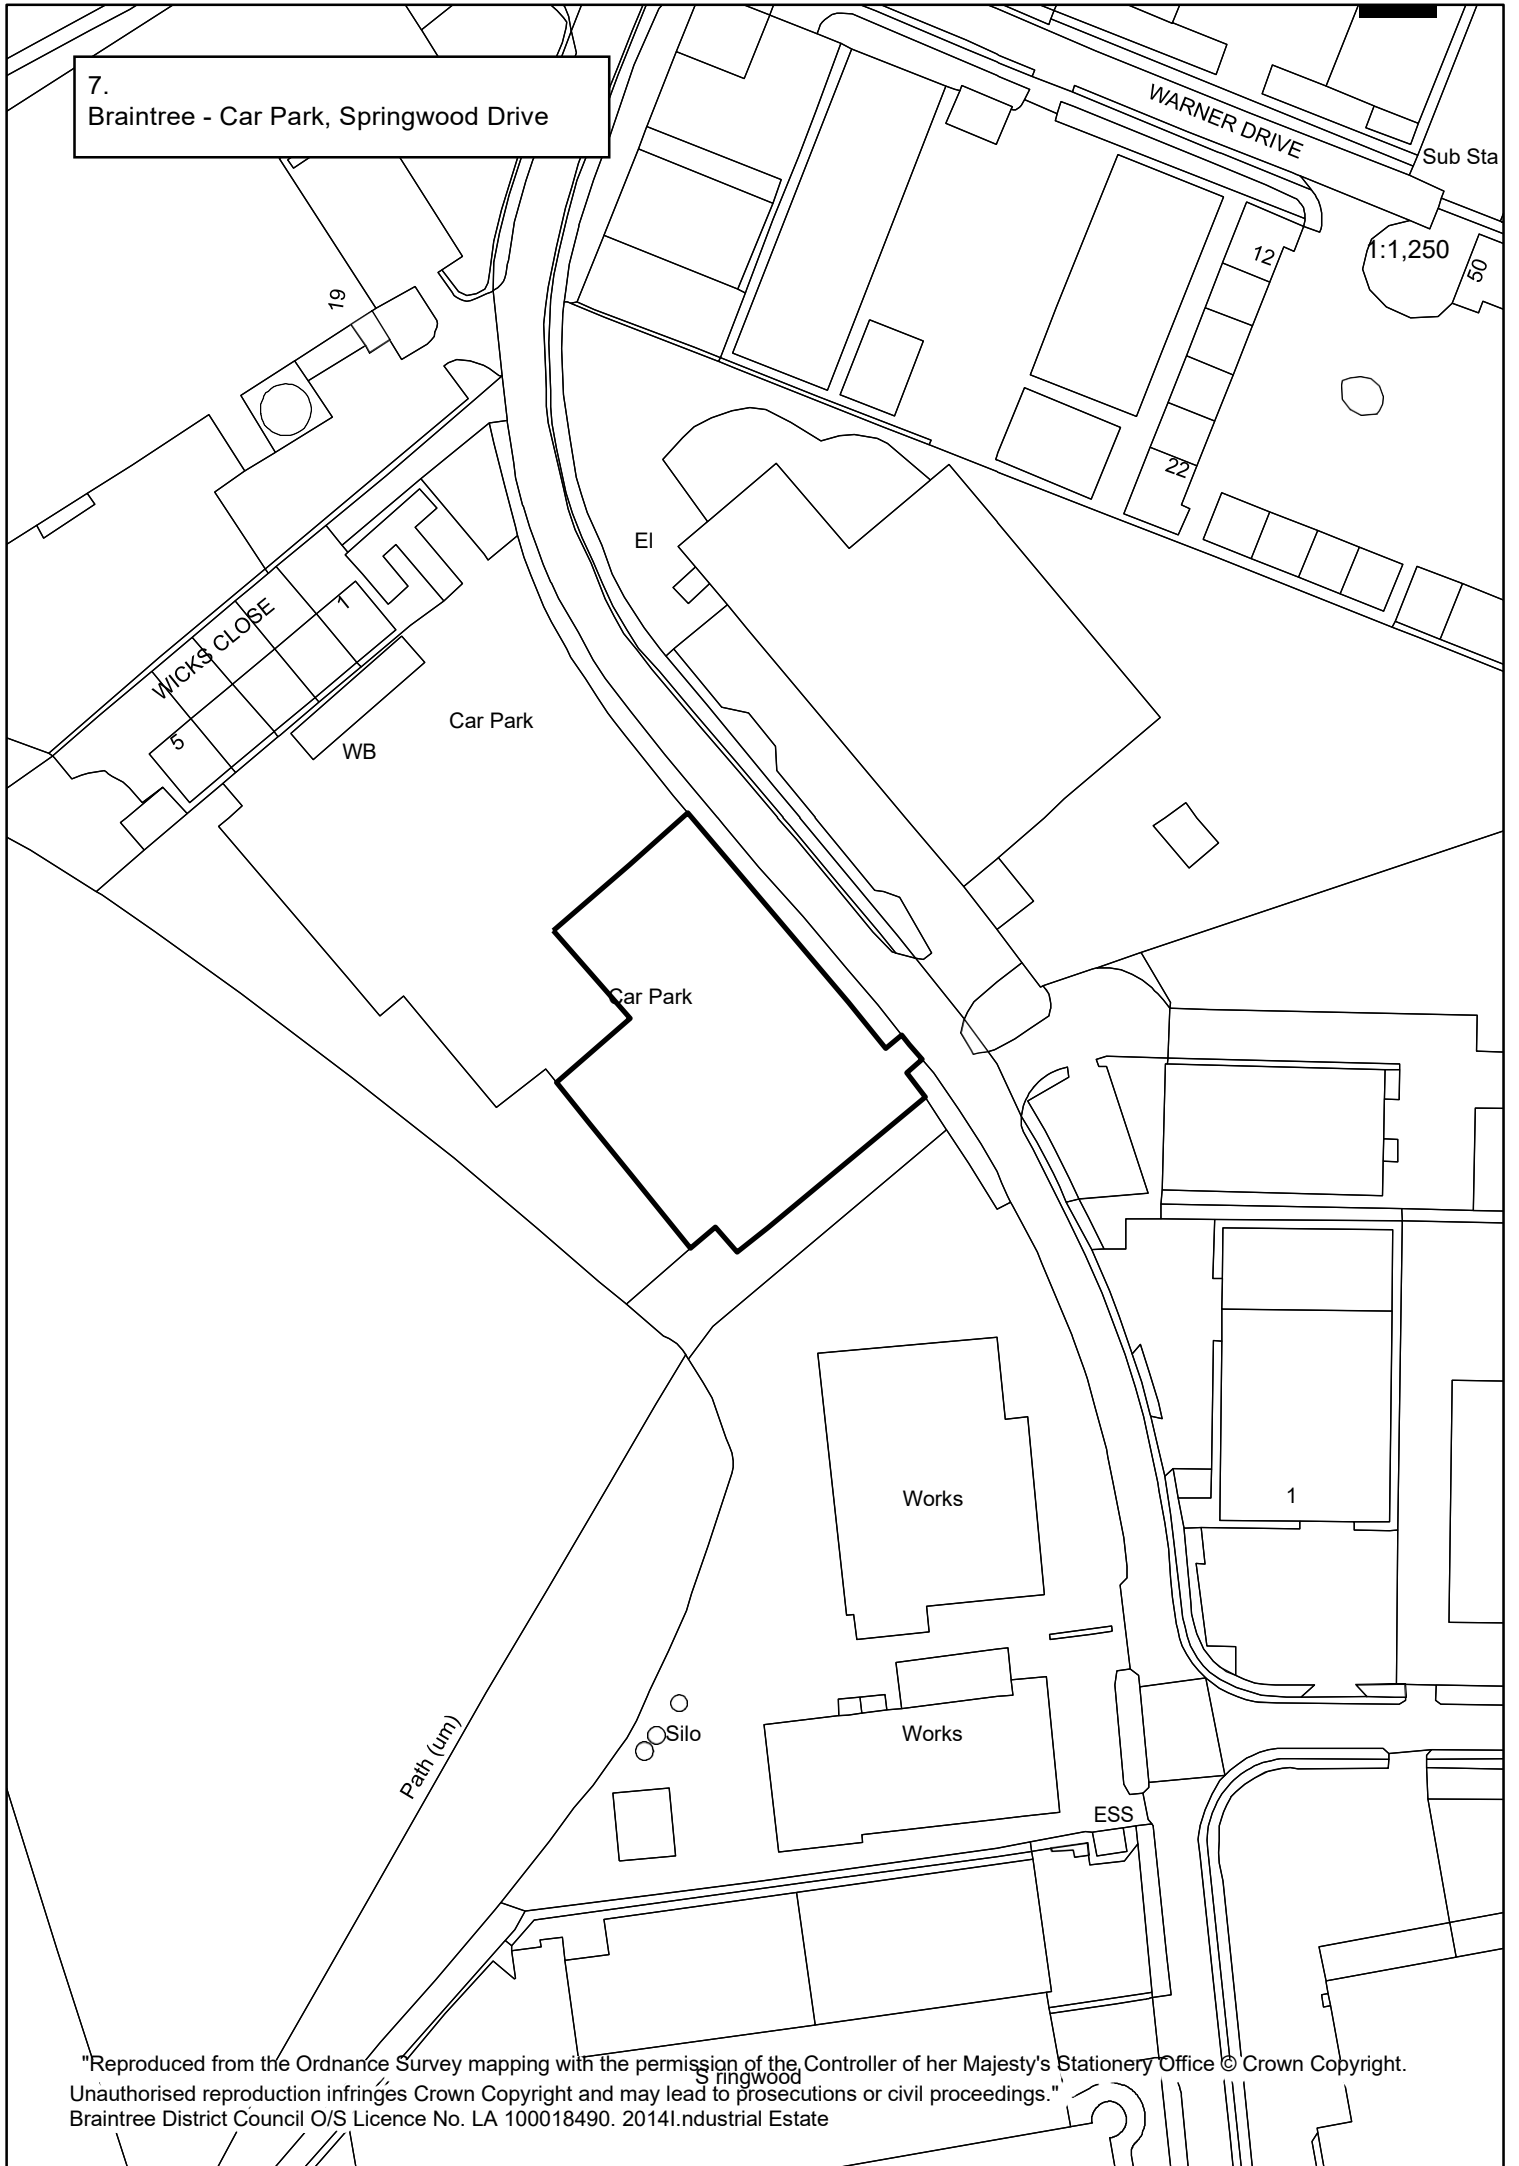 7.
Braintree - Car Park, Springwood Drive
WARNER DRIVE
Sub Sta
1:1,250
12
50
19
22
El
WICKS CLOSE
1
5
Car Park
WB
Car Park
Works
1
Silo
Works
Path (um)
ESS
"Reproduced from the Ordnance Survey mapping with the permission of the Controller of her Majesty's Stationery Office © Crown Copyright.
S ringwood
Unauthorised reproduction infringes Crown Copyright and may lead to prosecutions or civil proceedings."
Braintree District Council O/S Licence No. LA 100018490. 2014I.ndustrial Estate